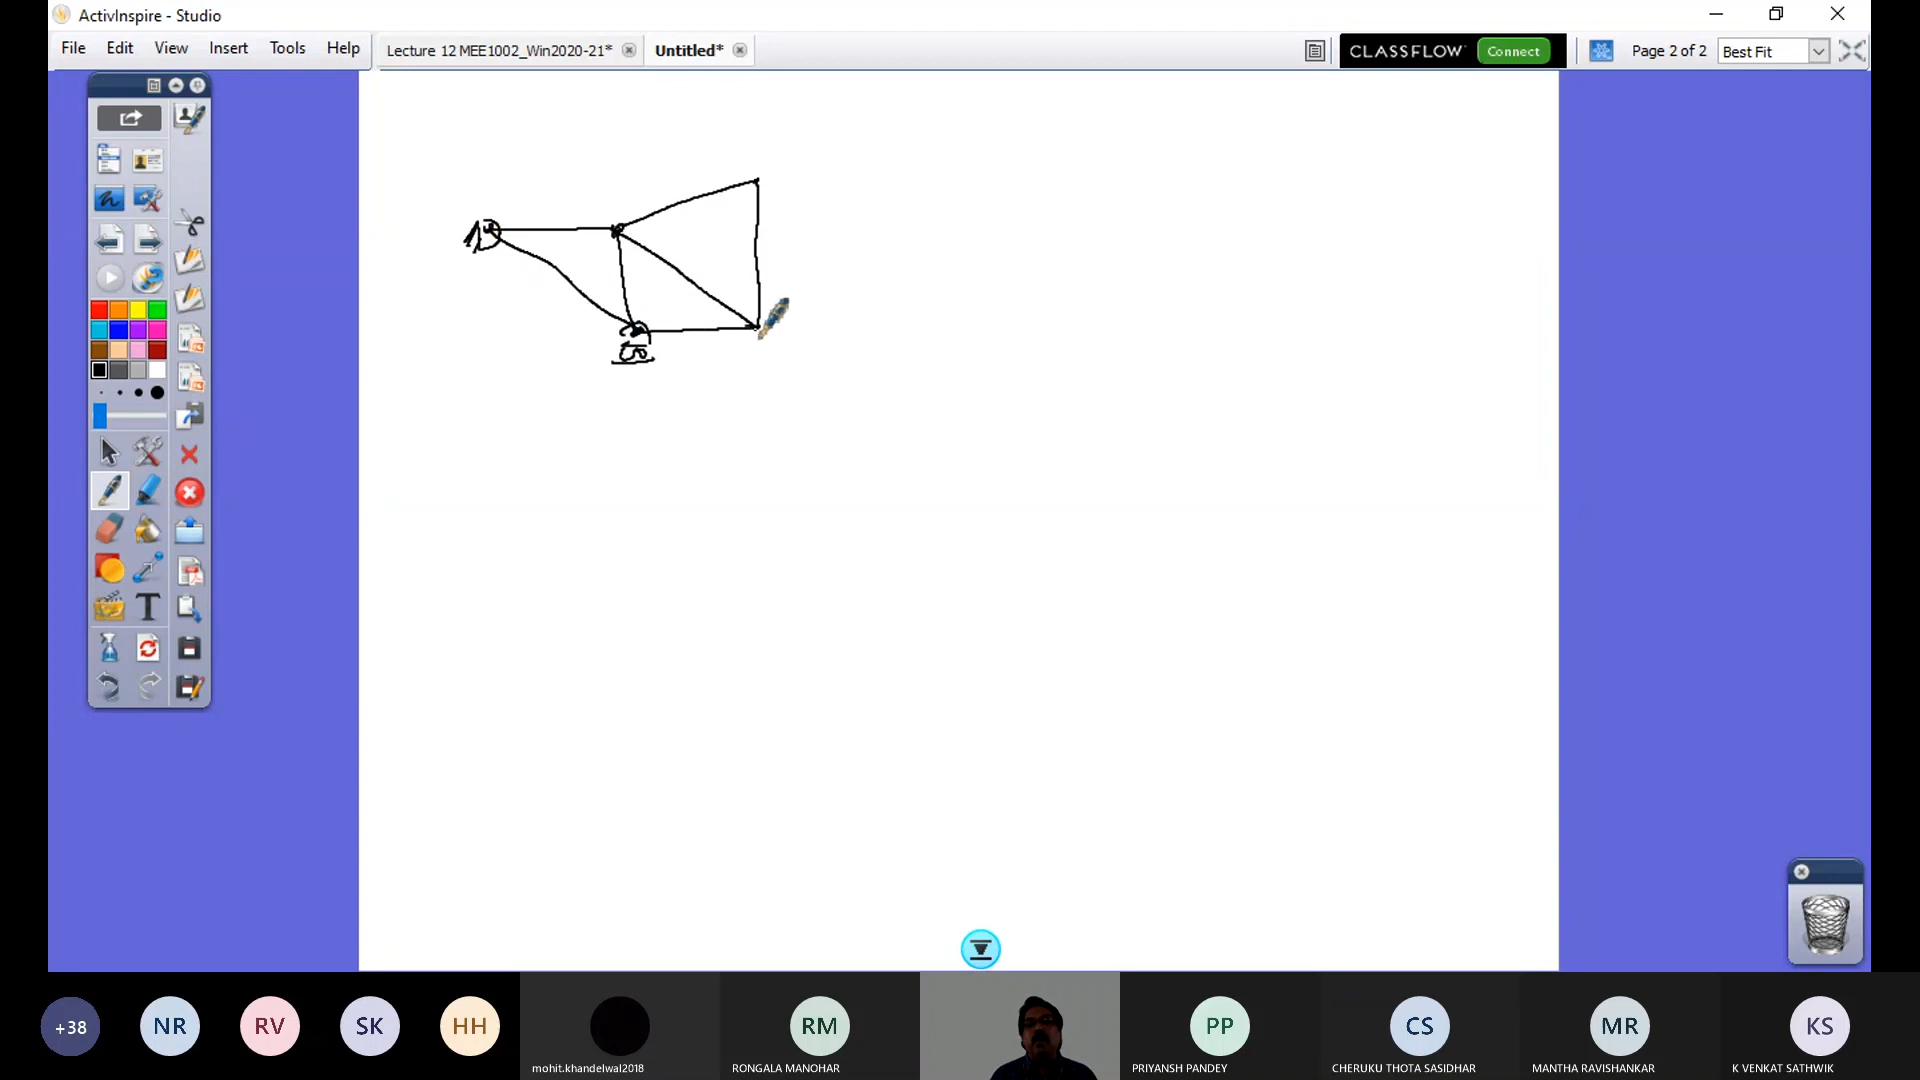 ActivInspire - Studio
File Edit View Insert Tools Help
Lecture 12 MEE1002_Win2020-21* Untitled*
CLASSFLOW Connect Page 2 of 2 Best Fit
T
+38 NR RV SK HH RM PP CS MR KS
mohit.khandelwal2018 RONGALA MANOHAR PRIYANSH PANDEY CHERUKU THOTA SASIDHAR MANTHA RAVISHANKAR K VENKAT SATHWIK